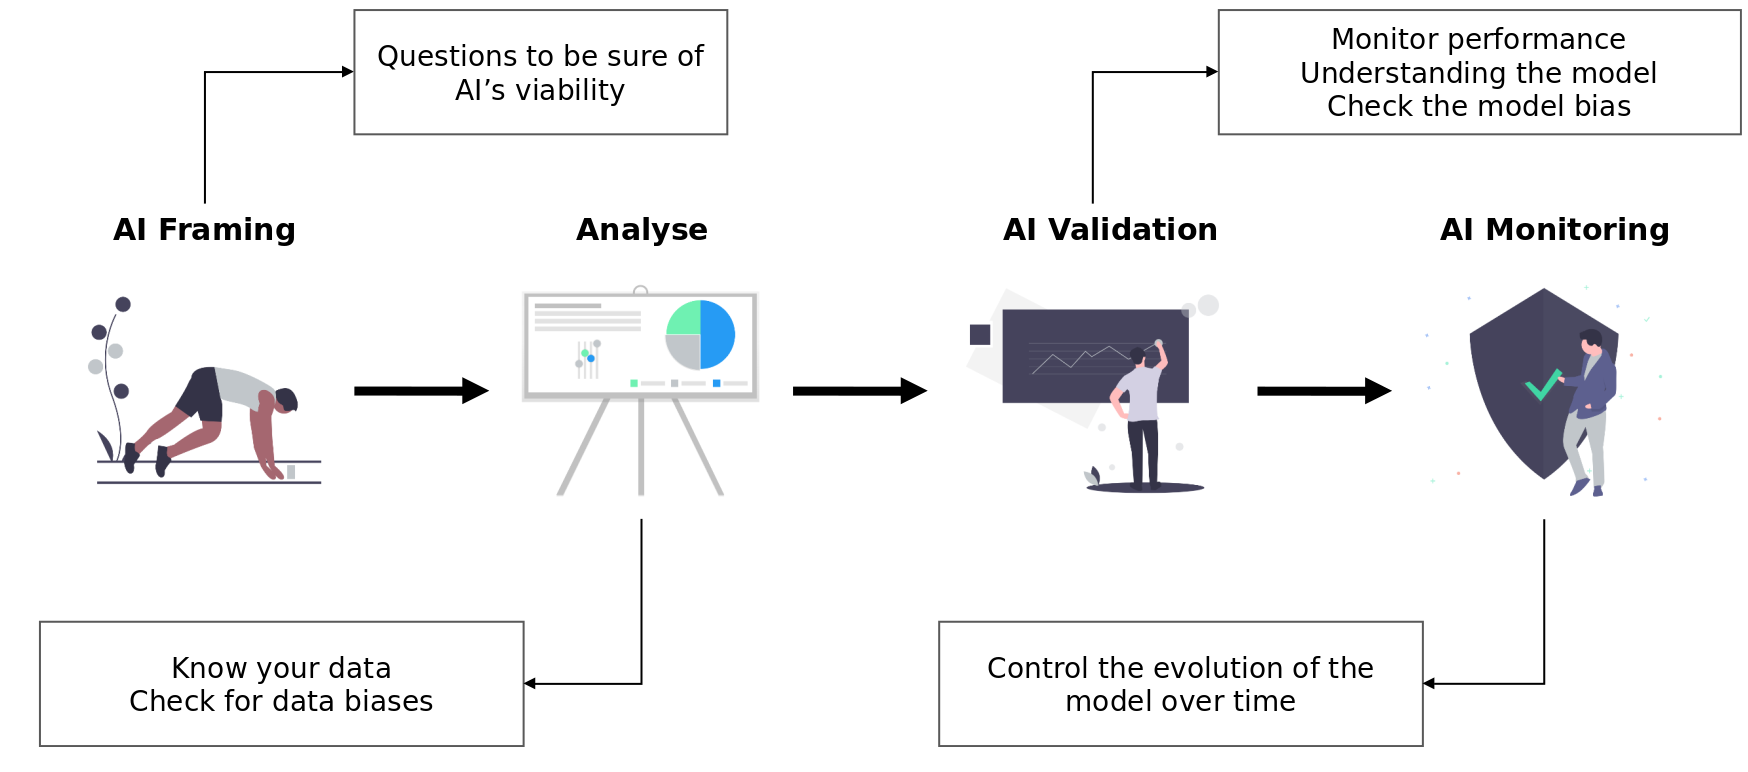 Questions to be sure of
AI’s viability
Monitor performance
Understanding the model
Check the model bias
AI Framing
Analyse
AI Validation
AI Monitoring
Know your data
Check for data biases
Control the evolution of the
model over time